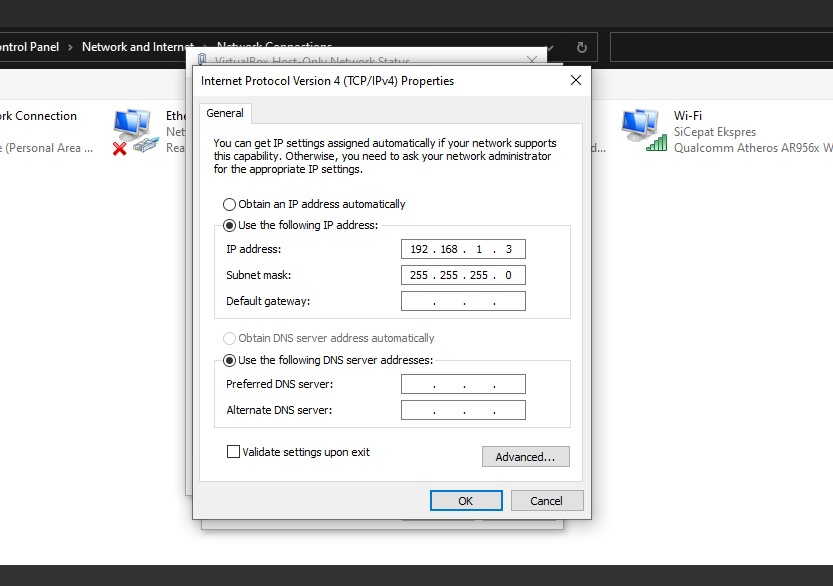 ontrol Panel > Network and Internet > Network Connections
VirtualBox Host-Only Network Status
Internet Protocol Version 4 (TCP/IPv4) Properties
General
rk Connection
e (Personal Area ...
Ethe
Net
Rea
You can get IP settings assigned automatically if your network supports
this capability. Otherwise, you need to ask your network administrator
for the appropriate IP settings.
Obtain an IP address automatically
Use the following IP address:
IP address: 192 . 168 . 1 . 3
Subnet mask: 255 . 255 . 255 . 0
Default gateway: . . .
Obtain DNS server address automatically
Use the following DNS server addresses:
Preferred DNS server: . . .
Alternate DNS server: . . .
Validate settings upon exit
Advanced...
OK
Cancel
d...
Wi-Fi
SiCepat Ekspres
Qualcomm Atheros AR956x W